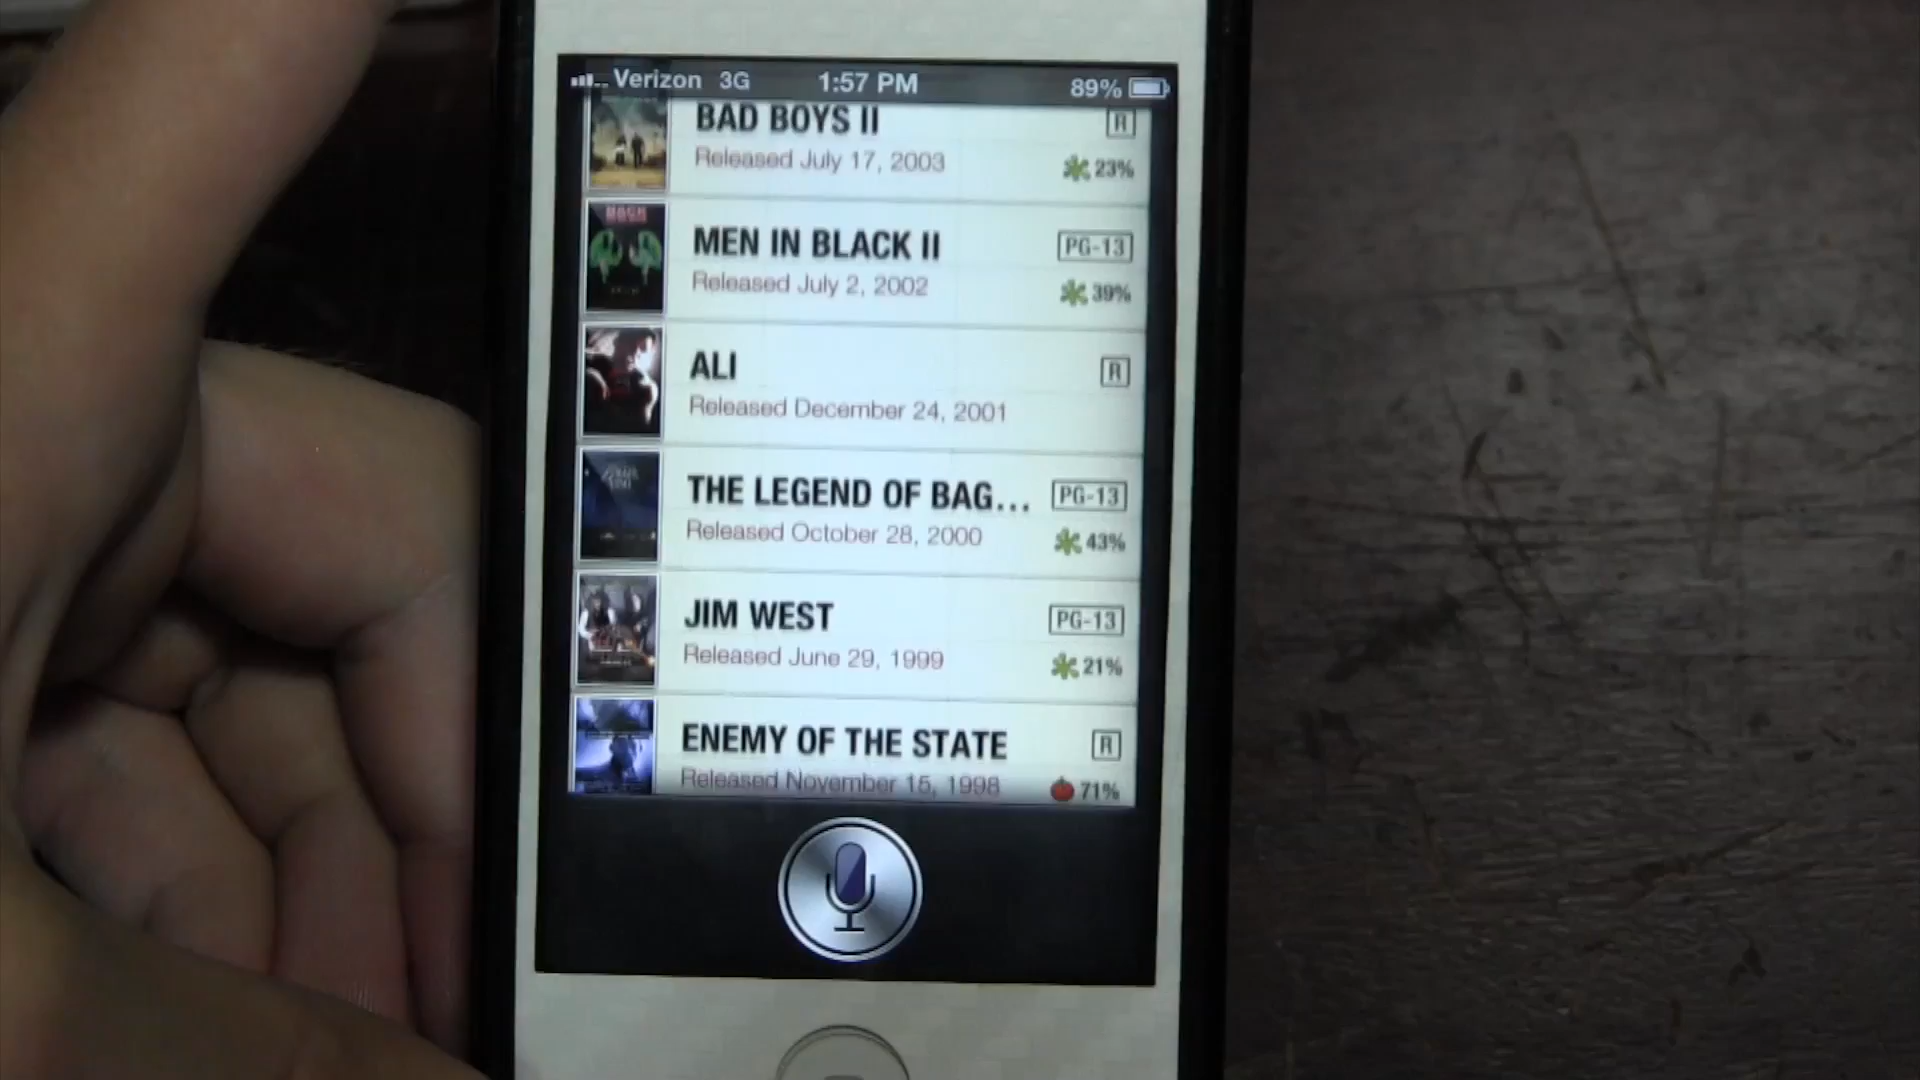 Verizon 3G 1:57 PM 89%
BAD BOYS II R
Released July 17, 2003 23%
MEN IN BLACK II PG-13
Released July 2, 2002 39%
ALI R
Released December 24, 2001
THE LEGEND OF BAG... PG-13
Released October 28, 2000 43%
JIM WEST PG-13
Released June 29, 1999 21%
ENEMY OF THE STATE R
Released November 15, 1998 71%